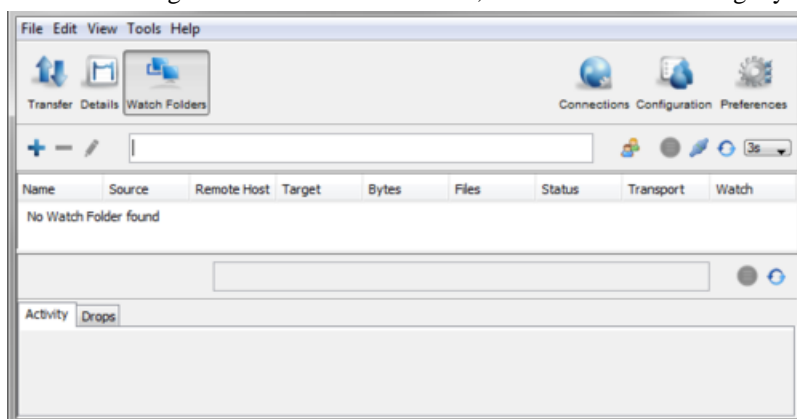 File Edit View Tools Help
Transfer Details Watch Folders Connections Configuration Preferences
3s
Name Source Remote Host Target Bytes Files Status Transport Watch
No Watch Folder found
Activity Drops